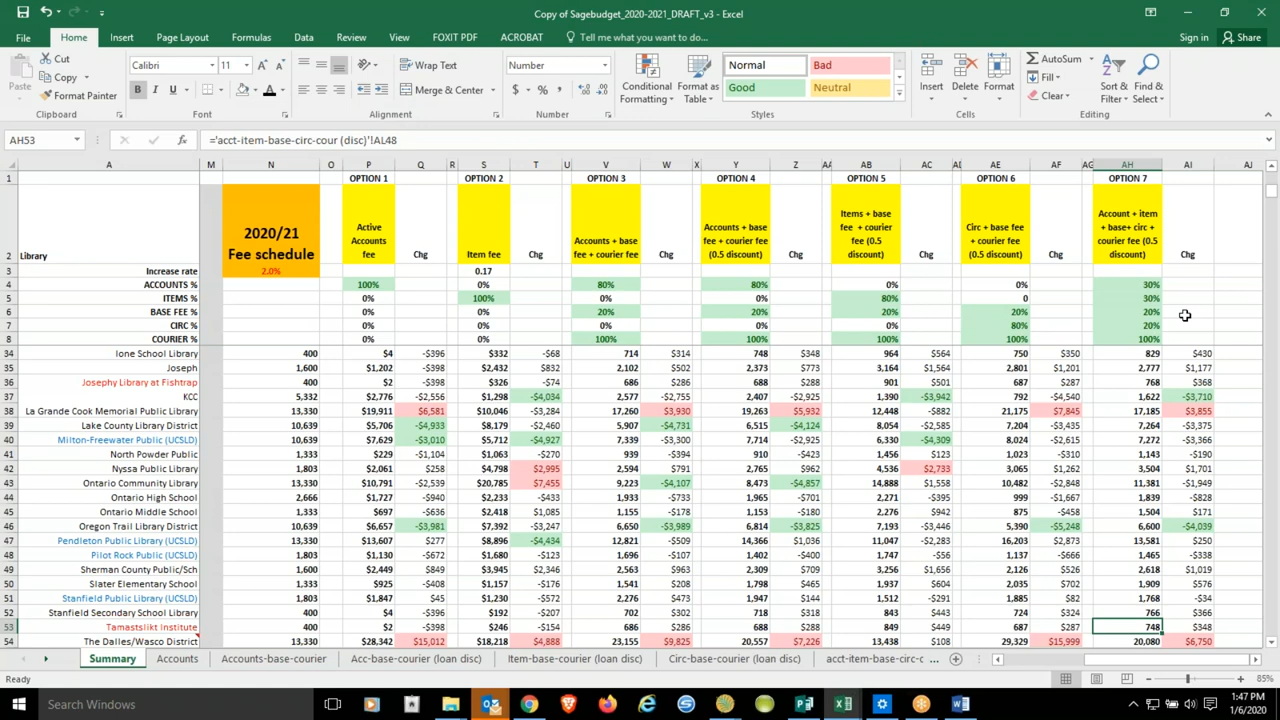 Copy of Sagebudget_2020-2021_DRAFT_v3 - Excel
File Home Insert Page Layout Formulas Data Review View FOXIT PDF ACROBAT Tell me what you want to do... Sign in Share
Paste Cut Copy Format Painter Clipboard
Calibri 11 B I U Font
Wrap Text Merge & Center Alignment
Number $ % , Number
Conditional Formatting Format as Table Normal Bad Good Neutral Styles
Insert Delete Format Cells
AutoSum Fill Clear Sort & Filter Find & Select Editing
AH53 ='acct-item-base-circ-cour (disc)'!AL48
A M N O P Q R S T U V W X Y Z AA AB AC AE AF AG AH AI AJ
1 OPTION 1 OPTION 2 OPTION 3 OPTION 4 OPTION 5 OPTION 6 OPTION 7
2 Library 2020/21 Fee schedule Active Accounts fee Chg Item fee Chg Accounts + base fee + courier fee Chg Accounts + base fee + courier fee (0.5 discount) Chg Items + base fee + courier fee (0.5 discount) Chg Circ + base fee + courier fee (0.5 discount) Chg Account + item + base+ circ + courier fee (0.5 discount) Chg
3 Increase rate 2.0% 0.17
4 ACCOUNTS % 100% 0% 80% 80% 0% 0% 30%
5 ITEMS % 0% 100% 0% 0% 80% 0 30%
6 BASE FEE % 0% 0% 20% 20% 20% 20% 20%
7 CIRC % 0% 0% 0% 0% 0% 80% 20%
8 COURIER % 0% 0% 100% 100% 100% 100% 100%
34 Ione School Library 400 $4 -$396 $332 -$68 714 $314 748 $348 964 $564 750 $350 829 $430
35 Joseph 1,600 $1,202 -$398 $2,432 $832 2,102 $502 2,373 $773 3,164 $1,564 2,801 $1,201 2,777 $1,177
36 Josephy Library at Fishtrap 400 $2 -$398 $326 -$74 686 $286 688 $288 901 $501 687 $287 768 $368
37 KCC 5,332 $2,776 -$2,556 $1,298 -$4,034 2,577 -$2,755 2,407 -$2,925 1,390 -$3,942 792 -$4,540 1,622 -$3,710
38 La Grande Cook Memorial Public Library 13,330 $19,911 $6,581 $10,046 -$3,284 17,260 $3,930 19,263 $5,932 12,448 -$882 21,175 $7,845 17,185 $3,855
39 Lake County Library District 10,639 $5,706 -$4,933 $8,179 -$2,460 5,907 -$4,731 6,515 -$4,124 8,054 -$2,585 7,204 -$3,435 7,264 -$3,375
40 Milton-Freewater Public (UCSLD) 10,639 $7,629 -$3,010 $5,712 -$4,927 7,339 -$3,300 7,714 -$2,925 6,330 -$4,309 8,024 -$2,615 7,272 -$3,366
41 North Powder Public 1,333 $229 -$1,104 $1,063 -$270 939 -$394 910 -$423 1,456 $123 1,023 -$310 1,143 -$190
42 Nyssa Public Library 1,803 $2,061 $258 $4,798 $2,995 2,594 $791 2,765 $962 4,536 $2,733 3,065 $1,262 3,504 $1,701
43 Ontario Community Library 13,330 $10,791 -$2,539 $20,785 $7,455 9,223 -$4,107 8,473 -$4,857 14,888 $1,558 10,482 -$2,848 11,381 -$1,949
44 Ontario High School 2,666 $1,727 -$940 $2,233 -$433 1,933 -$733 1,965 -$701 2,271 -$395 999 -$1,667 1,839 -$828
45 Ontario Middle School 1,333 $697 -$636 $2,418 $1,085 1,155 -$178 1,153 -$180 2,276 $942 875 -$458 1,504 $171
46 Oregon Trail Library District 10,639 $6,657 -$3,981 $7,392 -$3,247 6,650 -$3,989 6,814 -$3,825 7,193 -$3,446 5,390 -$5,248 6,600 -$4,039
47 Pendleton Public Library (UCSLD) 13,330 $13,607 $277 $8,896 -$4,434 12,821 -$509 14,366 $1,036 11,047 -$2,283 16,203 $2,873 13,581 $250
48 Pilot Rock Public (UCSLD) 1,803 $1,130 -$672 $1,680 -$123 1,696 -$107 1,402 -$400 1,747 -$56 1,137 -$666 1,465 -$338
49 Sherman County Public/Sch 1,600 $2,449 $849 $3,945 $2,346 2,563 $963 2,309 $709 3,256 $1,656 2,126 $526 2,618 $1,019
50 Slater Elementary School 1,333 $925 -$408 $1,157 -$176 1,541 $208 1,798 $465 1,937 $604 2,035 $702 1,909 $576
51 Stanfield Public Library (UCSLD) 1,803 $1,847 $45 $1,230 -$572 2,276 $473 1,947 $144 1,512 -$291 1,885 $82 1,768 -$34
52 Stanfield Secondary School Library 400 $4 -$396 $192 -$207 702 $302 718 $318 843 $443 724 $324 766 $366
53 Tamastslikt Institute 400 $2 -$398 $246 -$154 686 $286 688 $288 849 $449 687 $287 748 $348
54 The Dalles/Wasco District 13,330 $28,342 $15,012 $18,218 $4,888 23,155 $9,825 20,557 $7,226 13,438 $108 29,329 $15,999 20,080 $6,750
Summary Accounts Accounts-base-courier Acc-base-courier (loan disc) Item-base-courier (loan disc) Circ-base-courier (loan disc) acct-item-base-circ-c ...
Ready 85%
Search Windows 1:47 PM
1/6/2020